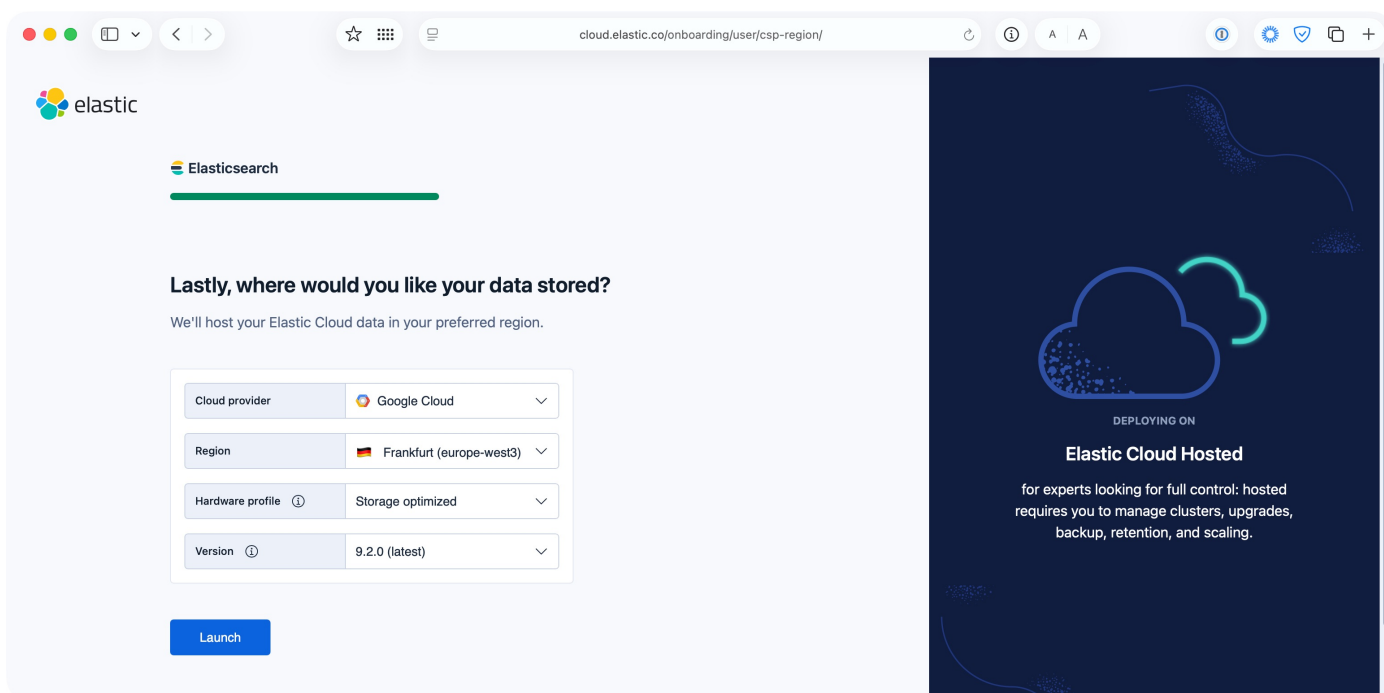 cloud.elastic.co/onboarding/user/csp-region/
A A
elastic
Elasticsearch
Lastly, where would you like your data stored?
We'll host your Elastic Cloud data in your preferred region.
Cloud provider Google Cloud
Region Frankfurt (europe-west3)
Hardware profile Storage optimized
Version 9.2.0 (latest)
Launch
DEPLOYING ON
Elastic Cloud Hosted
for experts looking for full control: hosted
requires you to manage clusters, upgrades,
backup, retention, and scaling.